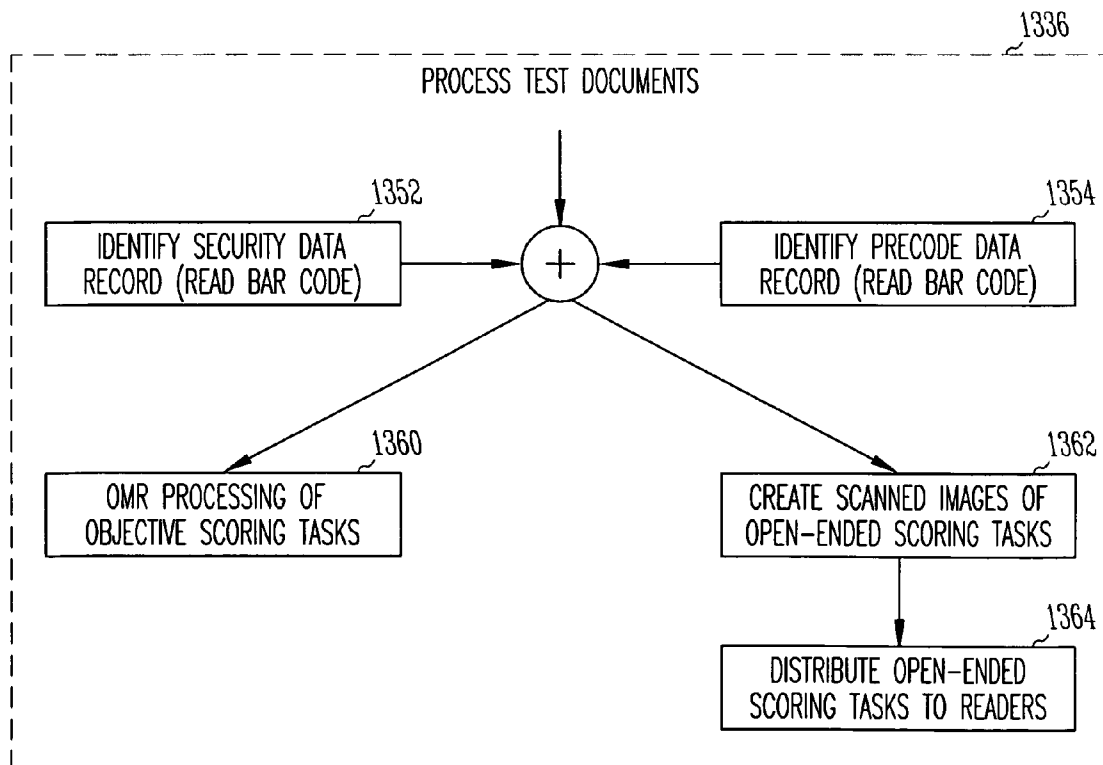 1336
PROCESS TEST DOCUMENTS
1352
1354
IDENTIFY SECURITY DATA
RECORD (READ BAR CODE)
+
IDENTIFY PRECODE DATA
RECORD (READ BAR CODE)
1360
1362
OMR PROCESSING OF
OBJECTIVE SCORING TASKS
CREATE SCANNED IMAGES OF
OPEN-ENDED SCORING TASKS
1364
DISTRIBUTE OPEN-ENDED
SCORING TASKS TO READERS